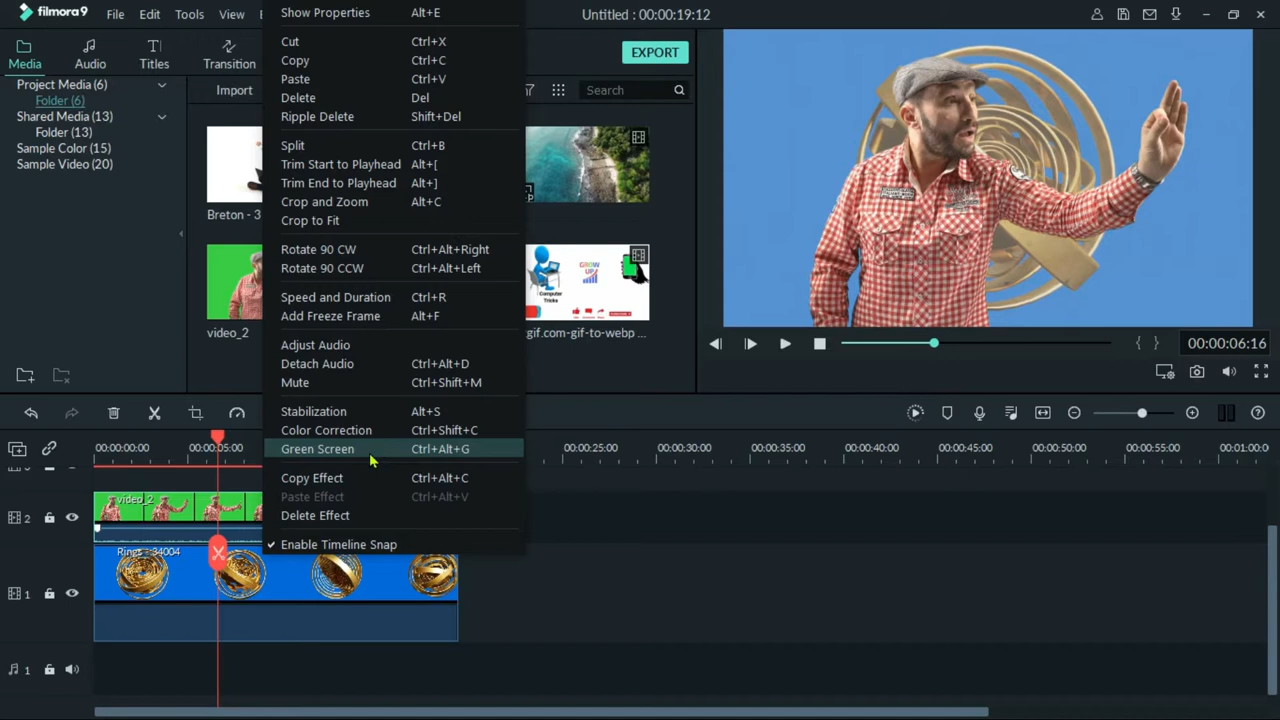 filmora9
File
Edit
Tools
View
Untitled : 00:00:19:12
Media
Audio
Titles
Transition
EXPORT
Project Media (6)
Folder (6)
Shared Media (13)
Folder (13)
Sample Color (15)
Sample Video (20)
Import
Search
Breton - 3
video_2
Computer
Tricks
GROW
UP
gif.com-gif-to-webp ...
Show Properties Alt+E
Cut Ctrl+X
Copy Ctrl+C
Paste Ctrl+V
Delete Del
Ripple Delete Shift+Del
Split Ctrl+B
Trim Start to Playhead Alt+[
Trim End to Playhead Alt+]
Crop and Zoom Alt+C
Crop to Fit
Rotate 90 CW Ctrl+Alt+Right
Rotate 90 CCW Ctrl+Alt+Left
Speed and Duration Ctrl+R
Add Freeze Frame Alt+F
Adjust Audio
Detach Audio Ctrl+Alt+D
Mute Ctrl+Shift+M
Stabilization Alt+S
Color Correction Ctrl+Shift+C
Green Screen Ctrl+Alt+G
Copy Effect Ctrl+Alt+C
Paste Effect Ctrl+Alt+V
Delete Effect
Enable Timeline Snap
00:00:06:16
00:00:00:00 00:00:05:00 00:00:25:00 00:00:30:00 00:00:35:00 00:00:40:00 00:00:45:00 00:00:50:00 00:00:55:00 00:01:00:0
2
video_2
1
Rings - 34004
1